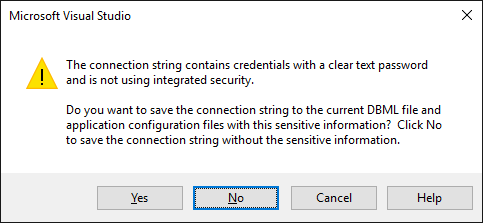 Microsoft Visual Studio
The connection string contains credentials with a clear text password
and is not using integrated security.
Do you want to save the connection string to the current DBML file and
application configuration files with this sensitive information?  Click No
to save the connection string without the sensitive information.
Yes
No
Cancel
Help